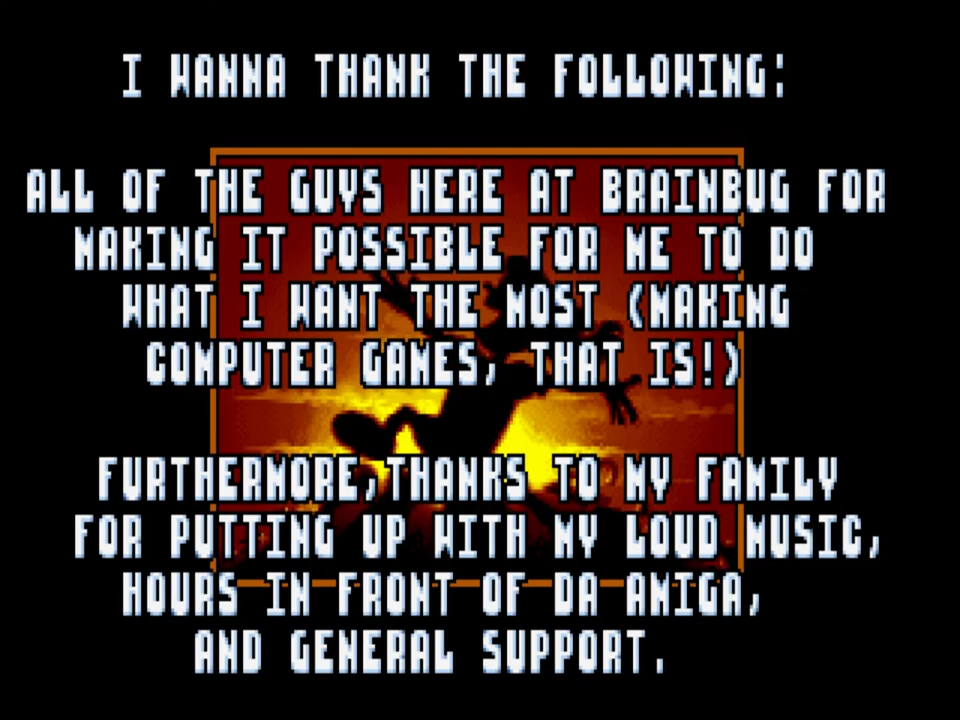 I WANNA THANK THE FOLLOWING:
ALL OF THE GUYS HERE AT BRAINBUG FOR
MAKING IT POSSIBLE FOR ME TO DO
WHAT I WANT THE MOST (MAKING
COMPUTER GAMES, THAT IS!)
FURTHERMORE,THANKS TO MY FAMILY
FOR PUTTING UP WITH MY LOUD MUSIC,
HOURS IN FRONT OF DA AMIGA,
AND GENERAL SUPPORT.